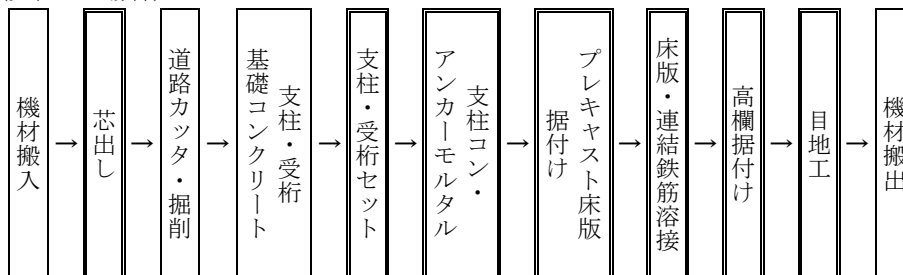 機材搬入
→
芯出し
→
道路カッタ・掘削
→
支柱・受桁
基礎コンクリート
→
支柱・受桁セット
→
支柱コン・
アンカーモルタル
→
プレキャスト床版
据付け
→
床版・連結鉄筋溶接
→
高欄据付け
→
目地工
→
機材搬出